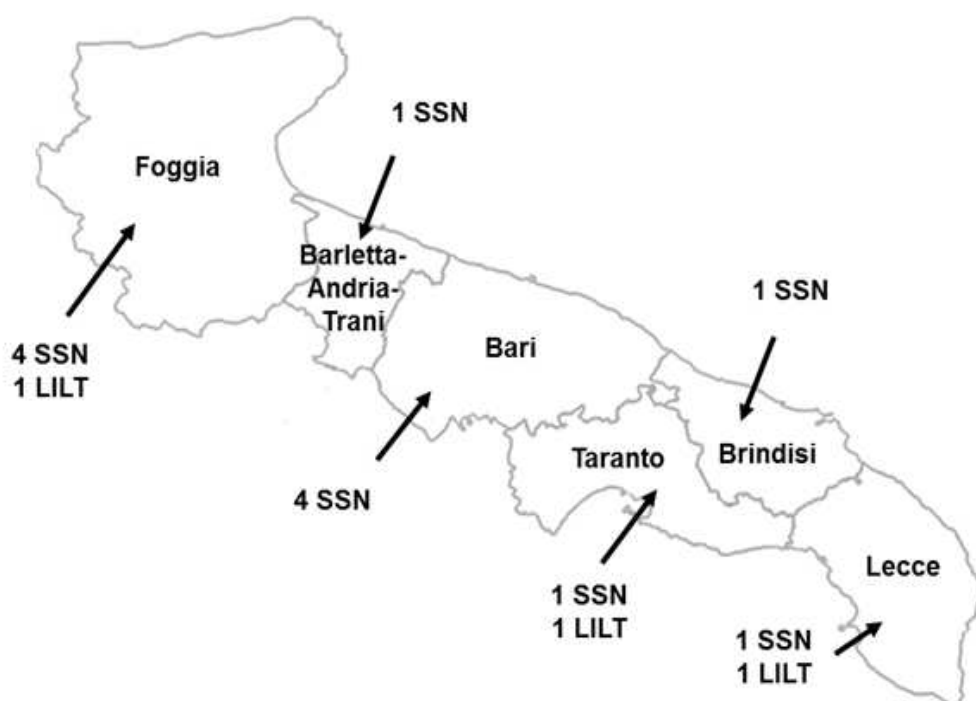 1 SSN
Foggia
Barletta-
Andria-
Trani
1 SSN
4 SSN
1 LILT
Bari
Taranto
Brindisi
4 SSN
Lecce
1 SSN
1 LILT
1 SSN
1 LILT